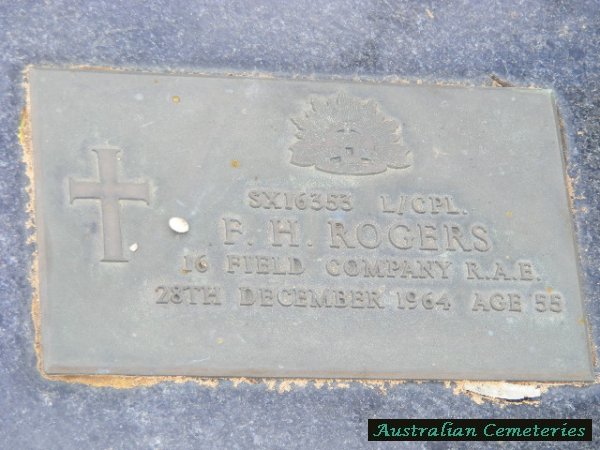 SX16353 L/CPL.
F. H. ROGERS
16 FIELD COMPANY R.A.E.
28TH DECEMBER 1964 AGE 55
Australian Cemeteries